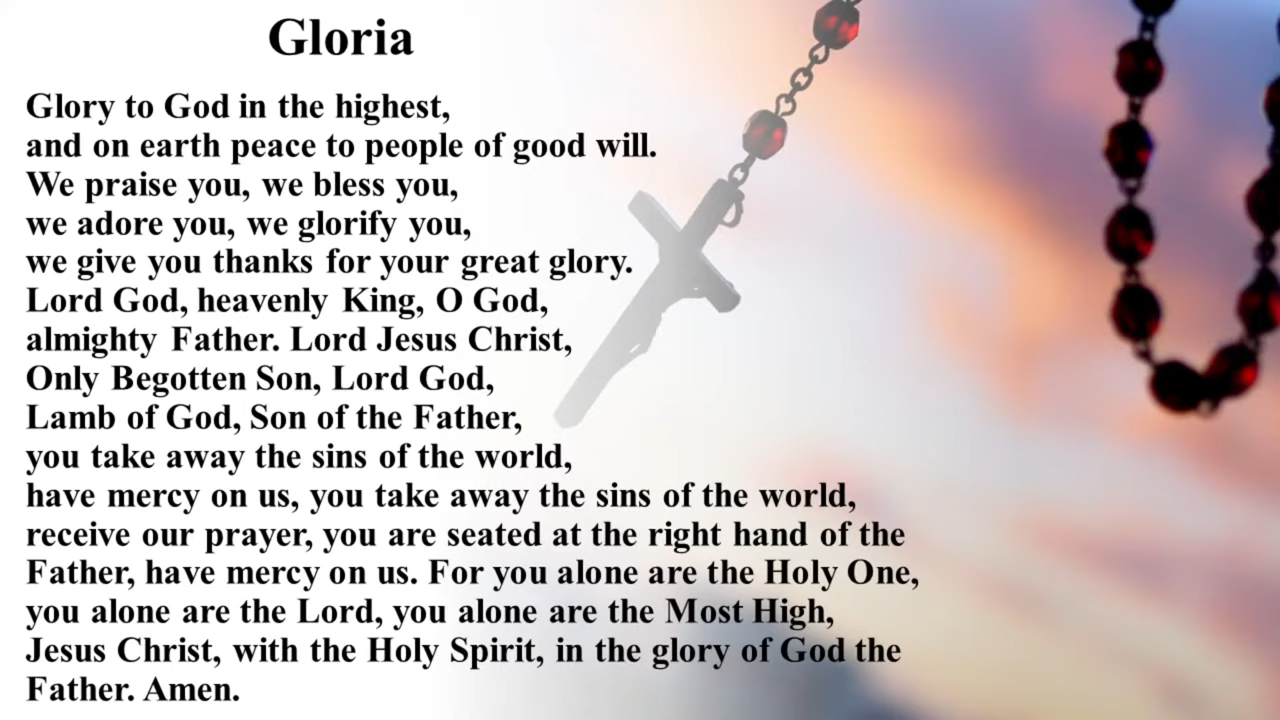 Gloria
Glory to God in the highest,
and on earth peace to people of good will.
We praise you, we bless you,
we adore you, we glorify you,
we give you thanks for your great glory.
Lord God, heavenly King, O God,
almighty Father. Lord Jesus Christ,
Only Begotten Son, Lord God,
Lamb of God, Son of the Father,
you take away the sins of the world,
have mercy on us, you take away the sins of the world,
receive our prayer, you are seated at the right hand of the
Father, have mercy on us. For you alone are the Holy One,
you alone are the Lord, you alone are the Most High,
Jesus Christ, with the Holy Spirit, in the glory of God the
Father. Amen.